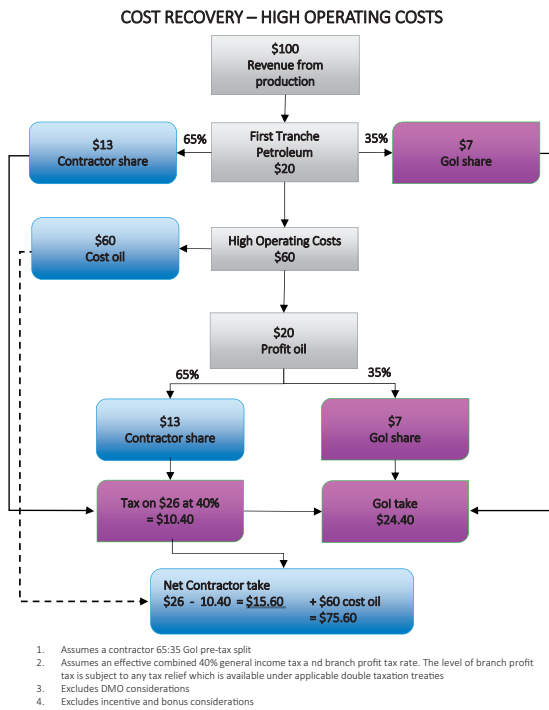 COST RECOVERY – HIGH OPERATING COSTS
$100
Revenue from
production
65%
35%
$13
Contractor share
First Tranche
Petroleum
$20
$7
GoI share
$60
Cost oil
High Operating Costs
$60
$20
Profit oil
65%
35%
$13
Contractor share
$7
GoI share
Tax on $26 at 40%
= $10.40
GoI take
$24.40
Net Contractor take
$26 - 10.40 = $15.60 + $60 cost oil
= $75.60
1. Assumes a contractor 65:35 GoI pre-tax split
2. Assumes an effective combined 40% general income tax a nd branch profit tax rate. The level of branch profit
tax is subject to any tax relief which is available under applicable double taxation treaties
3. Excludes DMO considerations
4. Excludes incentive and bonus considerations